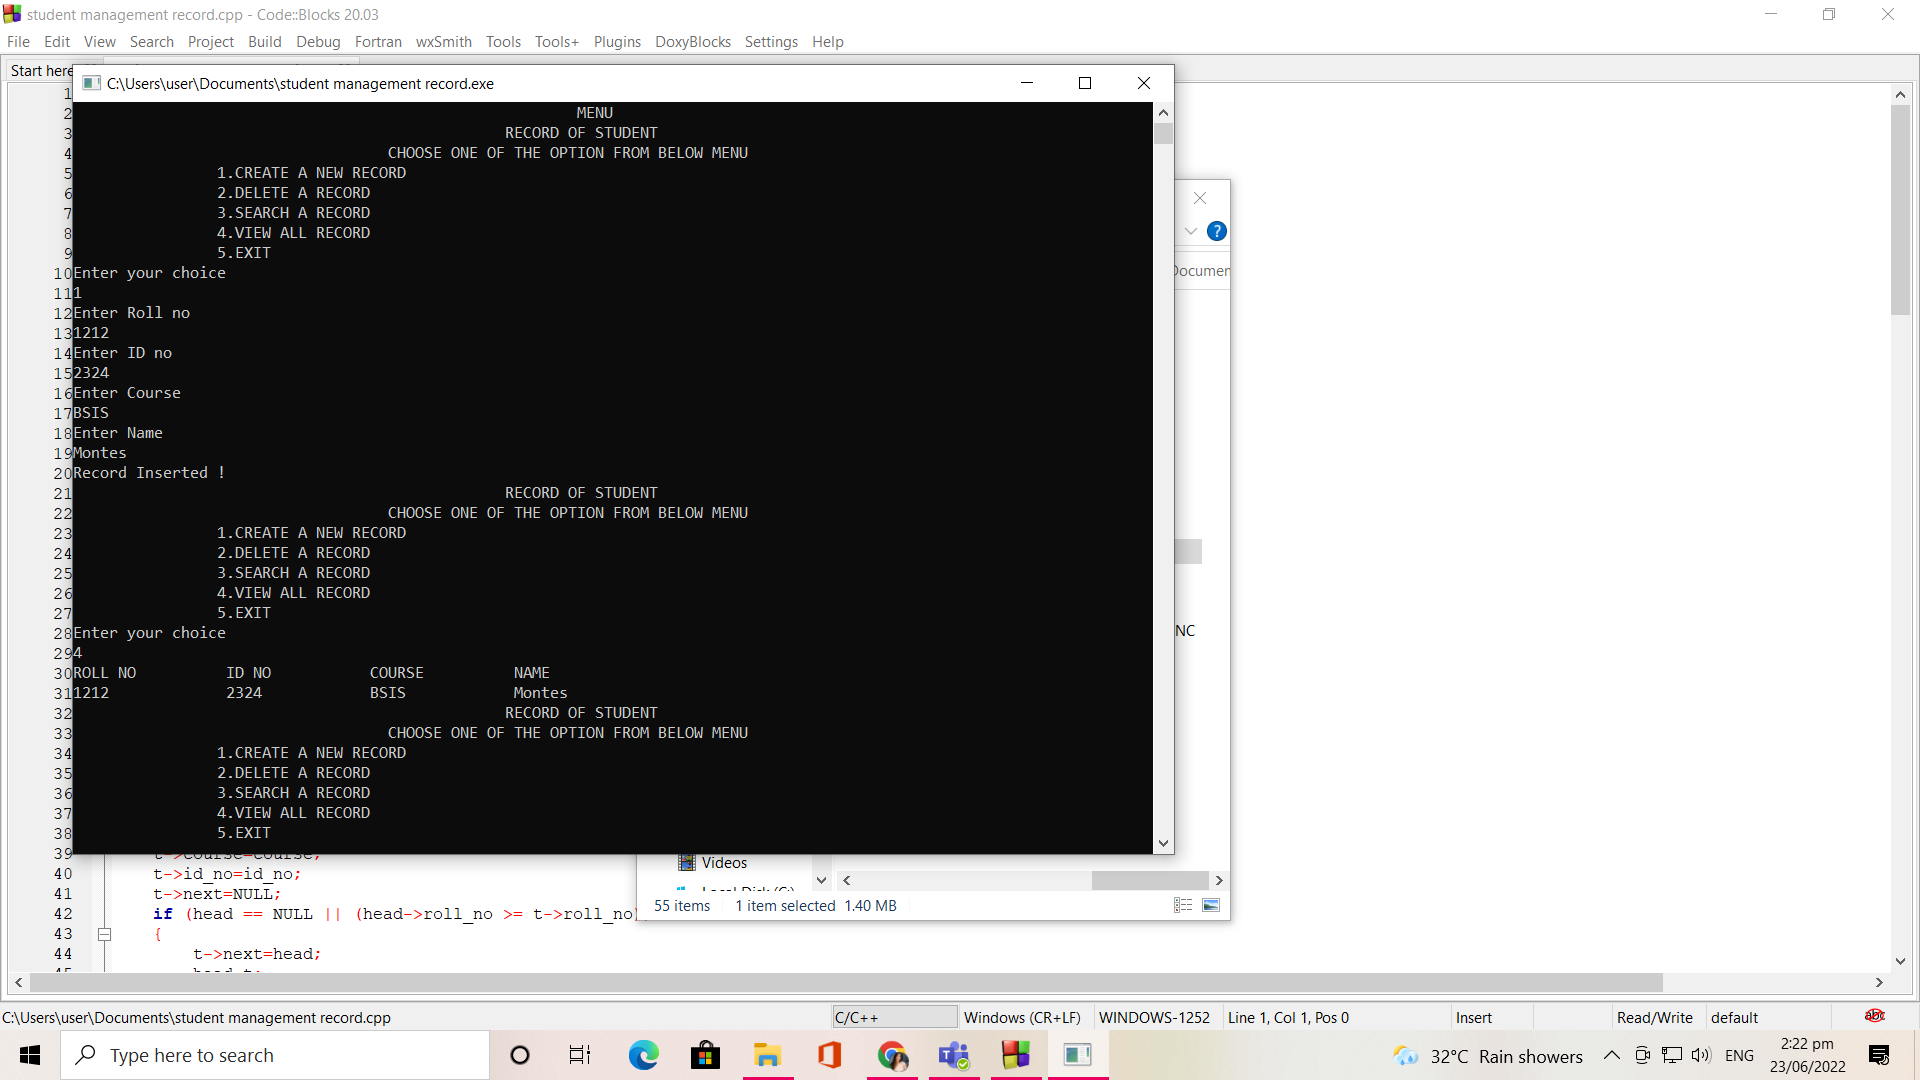 student management record.cpp - Code::Blocks 20.03
File Edit View Search Project Build Debug Fortran wxSmith Tools Tools+ Plugins DoxyBlocks Settings Help
Start here
C:\Users\user\Documents\student management record.exe
1 MENU
2 RECORD OF STUDENT
3 CHOOSE ONE OF THE OPTION FROM BELOW MENU
4 1.CREATE A NEW RECORD
5 2.DELETE A RECORD
6 3.SEARCH A RECORD
7 4.VIEW ALL RECORD
8 5.EXIT
9
10 Enter your choice
11 1
12 Enter Roll no
13 1212
14 Enter ID no
15 2324
16 Enter Course
17 BSIS
18 Enter Name
19 Montes
20 Record Inserted !
21 RECORD OF STUDENT
22 CHOOSE ONE OF THE OPTION FROM BELOW MENU
23 1.CREATE A NEW RECORD
24 2.DELETE A RECORD
25 3.SEARCH A RECORD
26 4.VIEW ALL RECORD
27 5.EXIT
28 Enter your choice
29 4
30 ROLL NO ID NO COURSE NAME
31 1212 2324 BSIS Montes
32 RECORD OF STUDENT
33 CHOOSE ONE OF THE OPTION FROM BELOW MENU
34 1.CREATE A NEW RECORD
35 2.DELETE A RECORD
36 3.SEARCH A RECORD
37 4.VIEW ALL RECORD
38 5.EXIT
?
Documen
NC
Videos
55 items 1 item selected 1.40 MB
39 t->course=course;
40 t->id_no=id_no;
41 t->next=NULL;
42 if (head == NULL || (head->roll_no >= t->roll_no)
43 {
44 t->next=head;
C:\Users\user\Documents\student management record.cpp C/C++ Windows (CR+LF) WINDOWS-1252 Line 1, Col 1, Pos 0 Insert Read/Write default abc
Type here to search
32°C Rain showers ENG 2:22 pm
23/06/2022